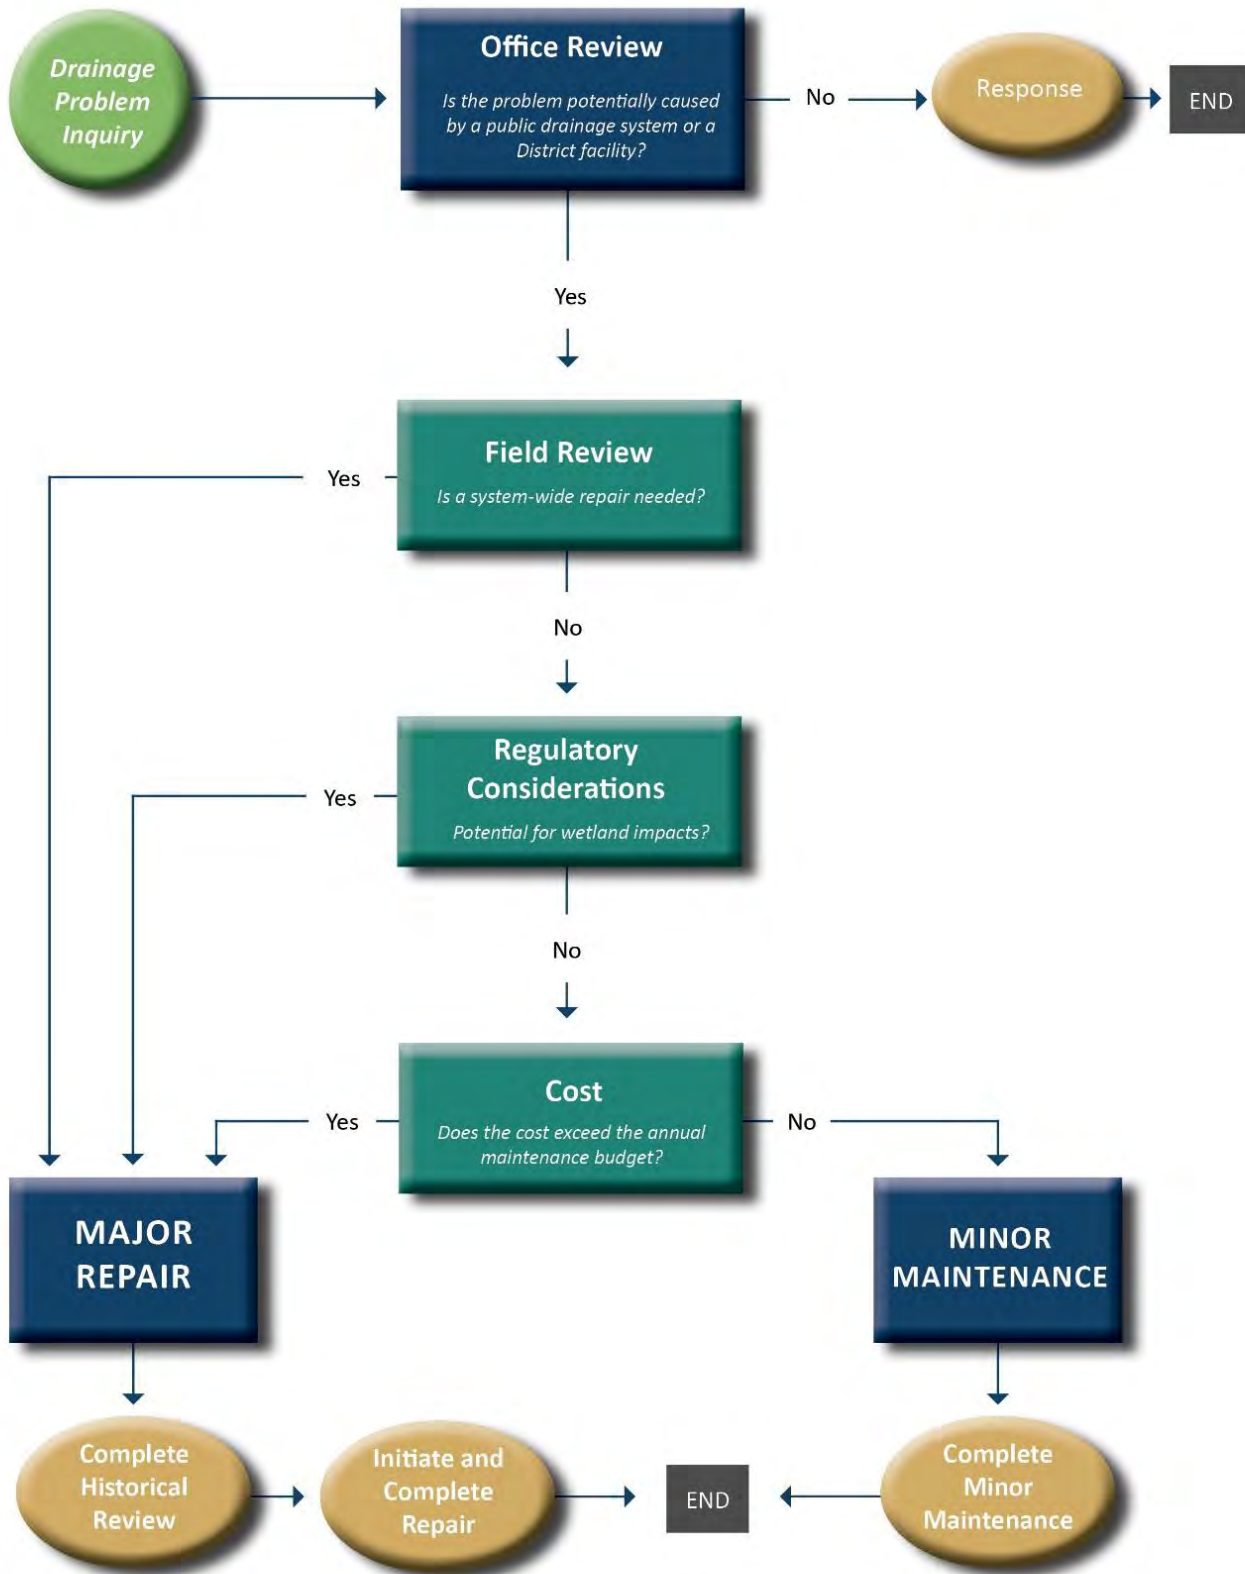 Drainage
Problem
Inquiry
Office Review
Is the problem potentially caused
by a public drainage system or a
District facility?
No
Response
END
Yes
Field Review
Is a system-wide repair needed?
Yes
No
Regulatory
Considerations
Potential for wetland impacts?
Yes
No
Cost
Does the cost exceed the annual
maintenance budget?
Yes
No
MAJOR
REPAIR
MINOR
MAINTENANCE
Complete
Historical
Review
Initiate and
Complete
Repair
END
Complete
Minor
Maintenance